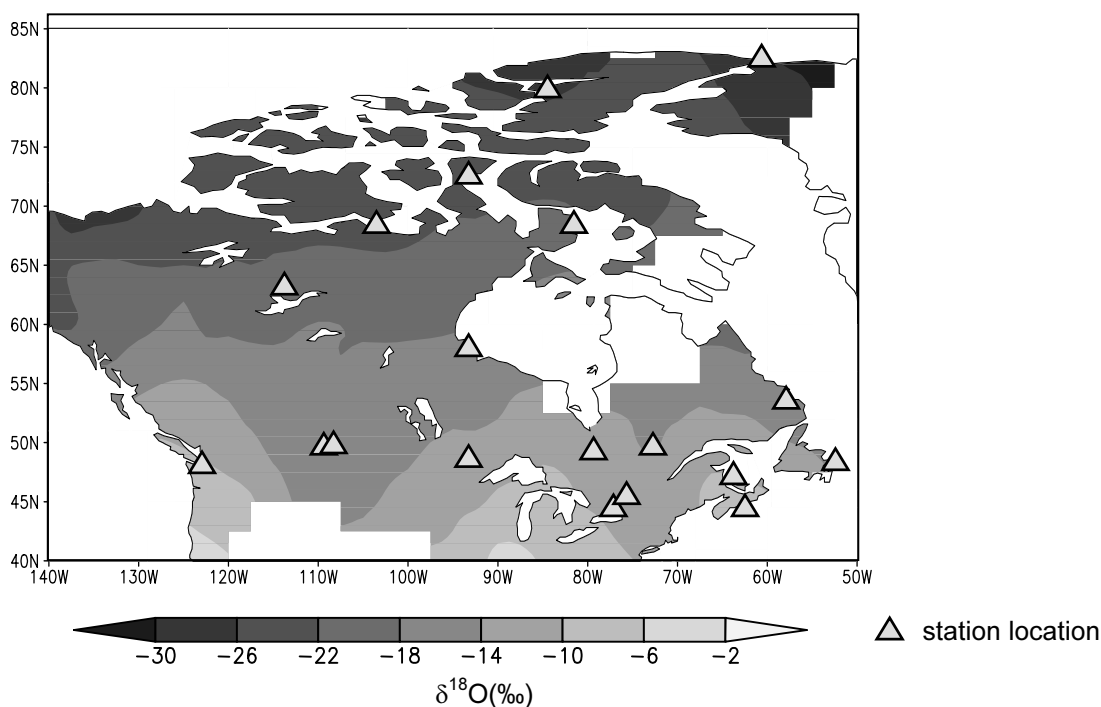 85N
80N
75N
70N
65N
60N
55N
50N
45N
40N
140W 130W 120W 110W 100W 90W 80W 70W 60W 50W
−30 −26 −22 −18 −14 −10 −6 −2
δ¹⁸O(‰)
station location